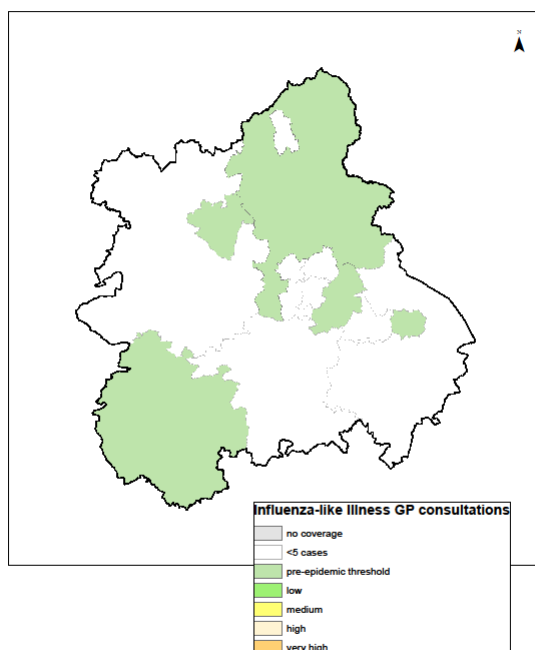 N
Influenza-like Illness GP consultations
no coverage
<5 cases
pre-epidemic threshold
low
medium
high
very high